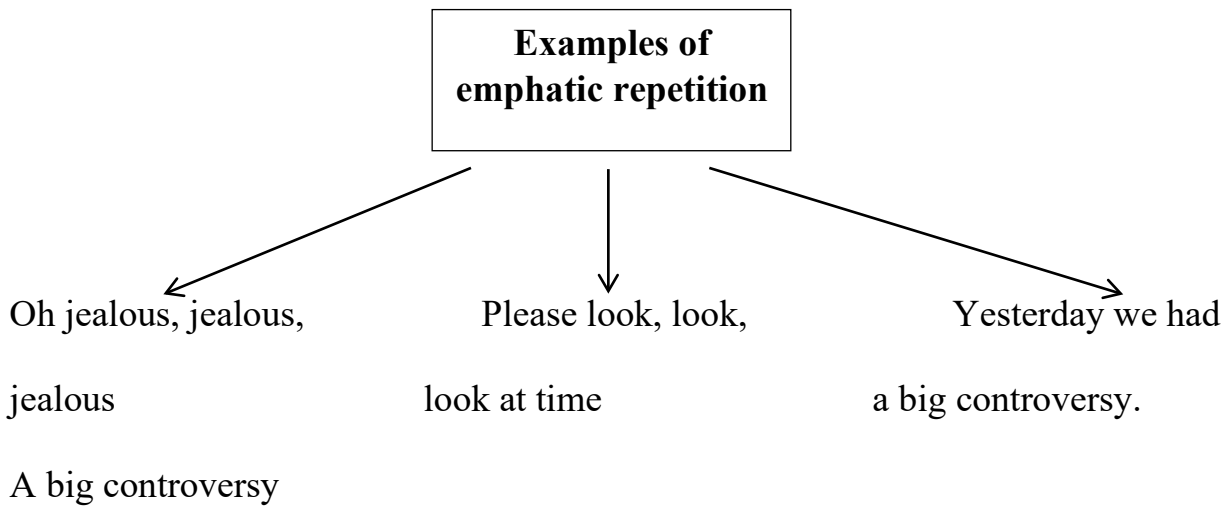 Examples of
emphatic repetition
Oh jealous, jealous, Please look, look, Yesterday we had
jealous look at time a big controversy.
A big controversy